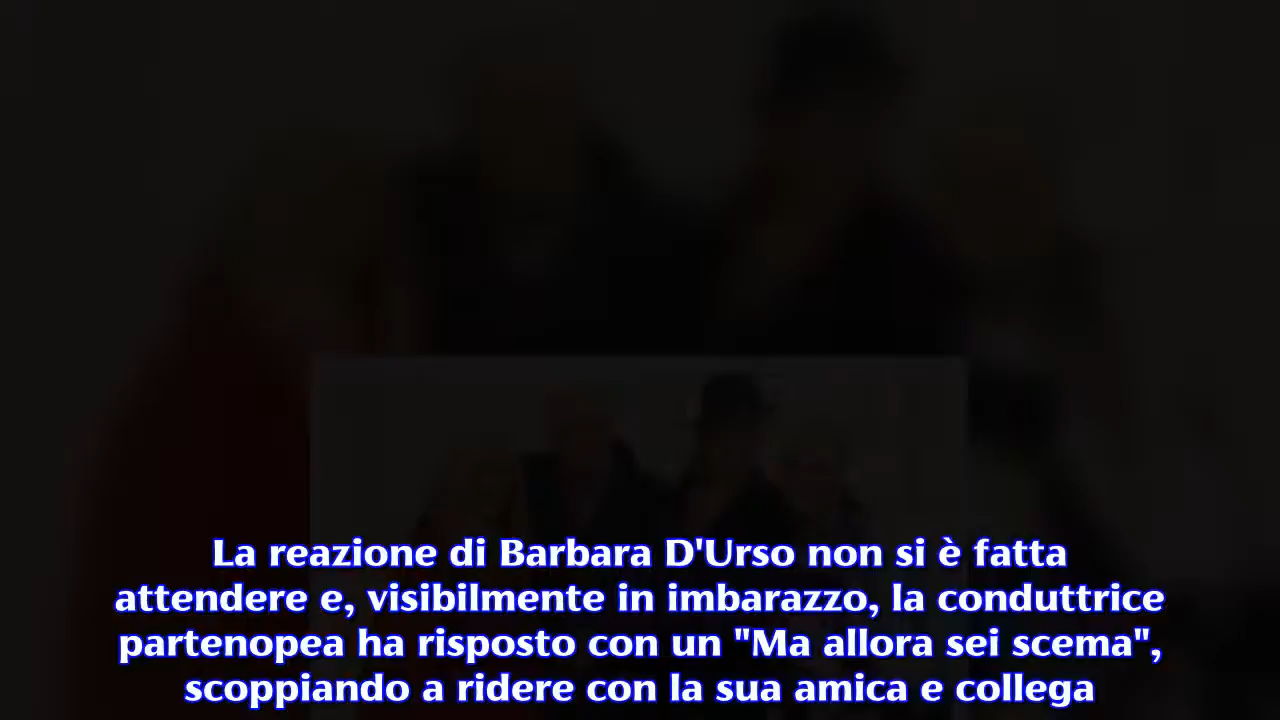 La reazione di Barbara D'Urso non si è fatta
attendere e, visibilmente in imbarazzo, la conduttrice
partenopea ha risposto con un "Ma allora sei scema",
scoppiando a ridere con la sua amica e collega